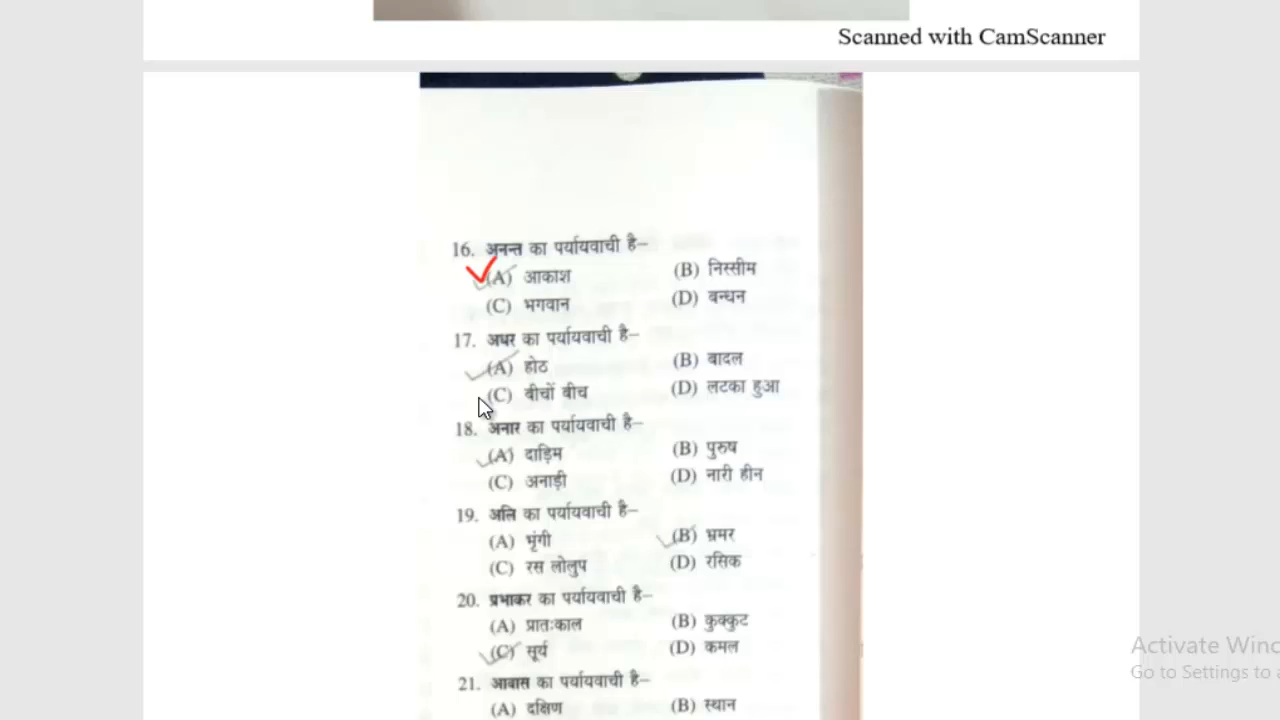 Scanned with CamScanner
16. अनन्त का पर्यायवाची है–
(A) आकाश (B) निस्सीम
(C) भगवान (D) बन्धन
17. अधर का पर्यायवाची है–
(A) होठ (B) बादल
(C) बीचों बीच (D) लटका हुआ
18. अनार का पर्यायवाची है–
(A) दाड़िम (B) पुरुष
(C) अनाड़ी (D) नारी हीन
19. अलि का पर्यायवाची है–
(A) भृंगी (B) भ्रमर
(C) रस लोलुप (D) रसिक
20. प्रभाकर का पर्यायवाची है–
(A) प्रातःकाल (B) कुक्कुट
(C) सूर्य (D) कमल
21. आवास का पर्यायवाची है–
(A) दक्षिण (B) स्थान
Activate Winc
Go to Settings to a